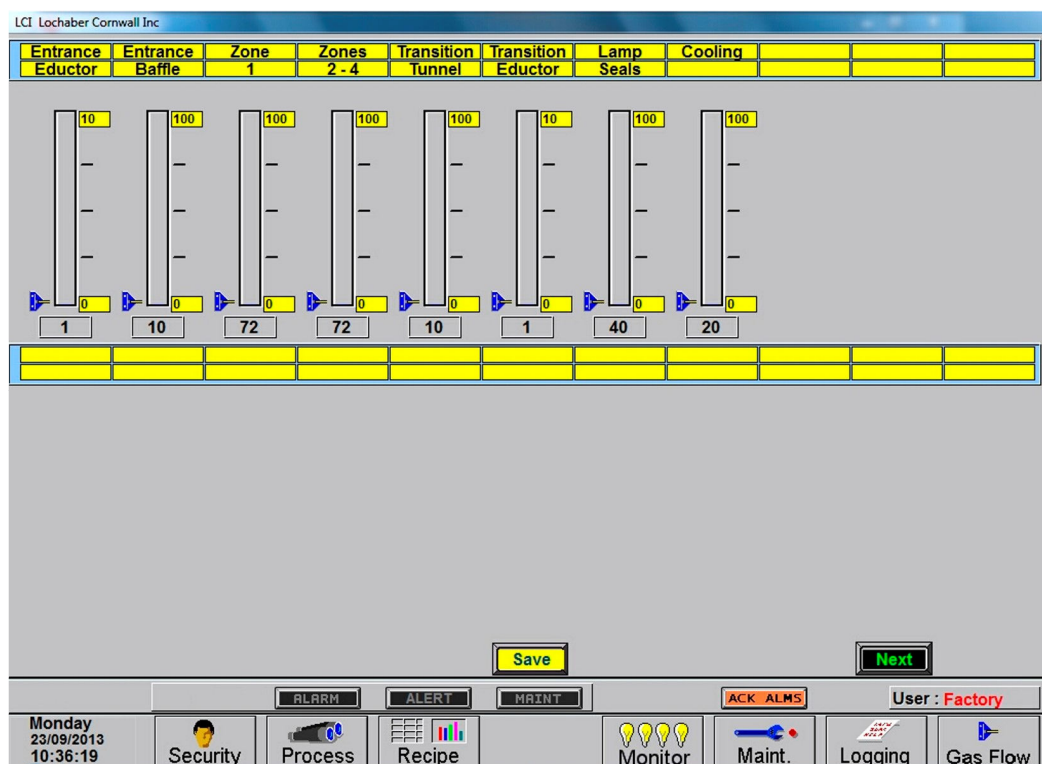 LCI Lochaber Cornwall Inc
Entrance Entrance Zone Zones Transition Transition Lamp Cooling
Eductor Baffle 1 2 - 4 Tunnel Eductor Seals
10 100 100 100 100 10 100 100
0 0 0 0 0 0 0 0
1 10 72 72 10 1 40 20
Save Next
ALARM ALERT MAINT ACK ALMS User : Factory
Monday
23/09/2013
10:36:19 Security Process Recipe Monitor Maint. Logging Gas Flow